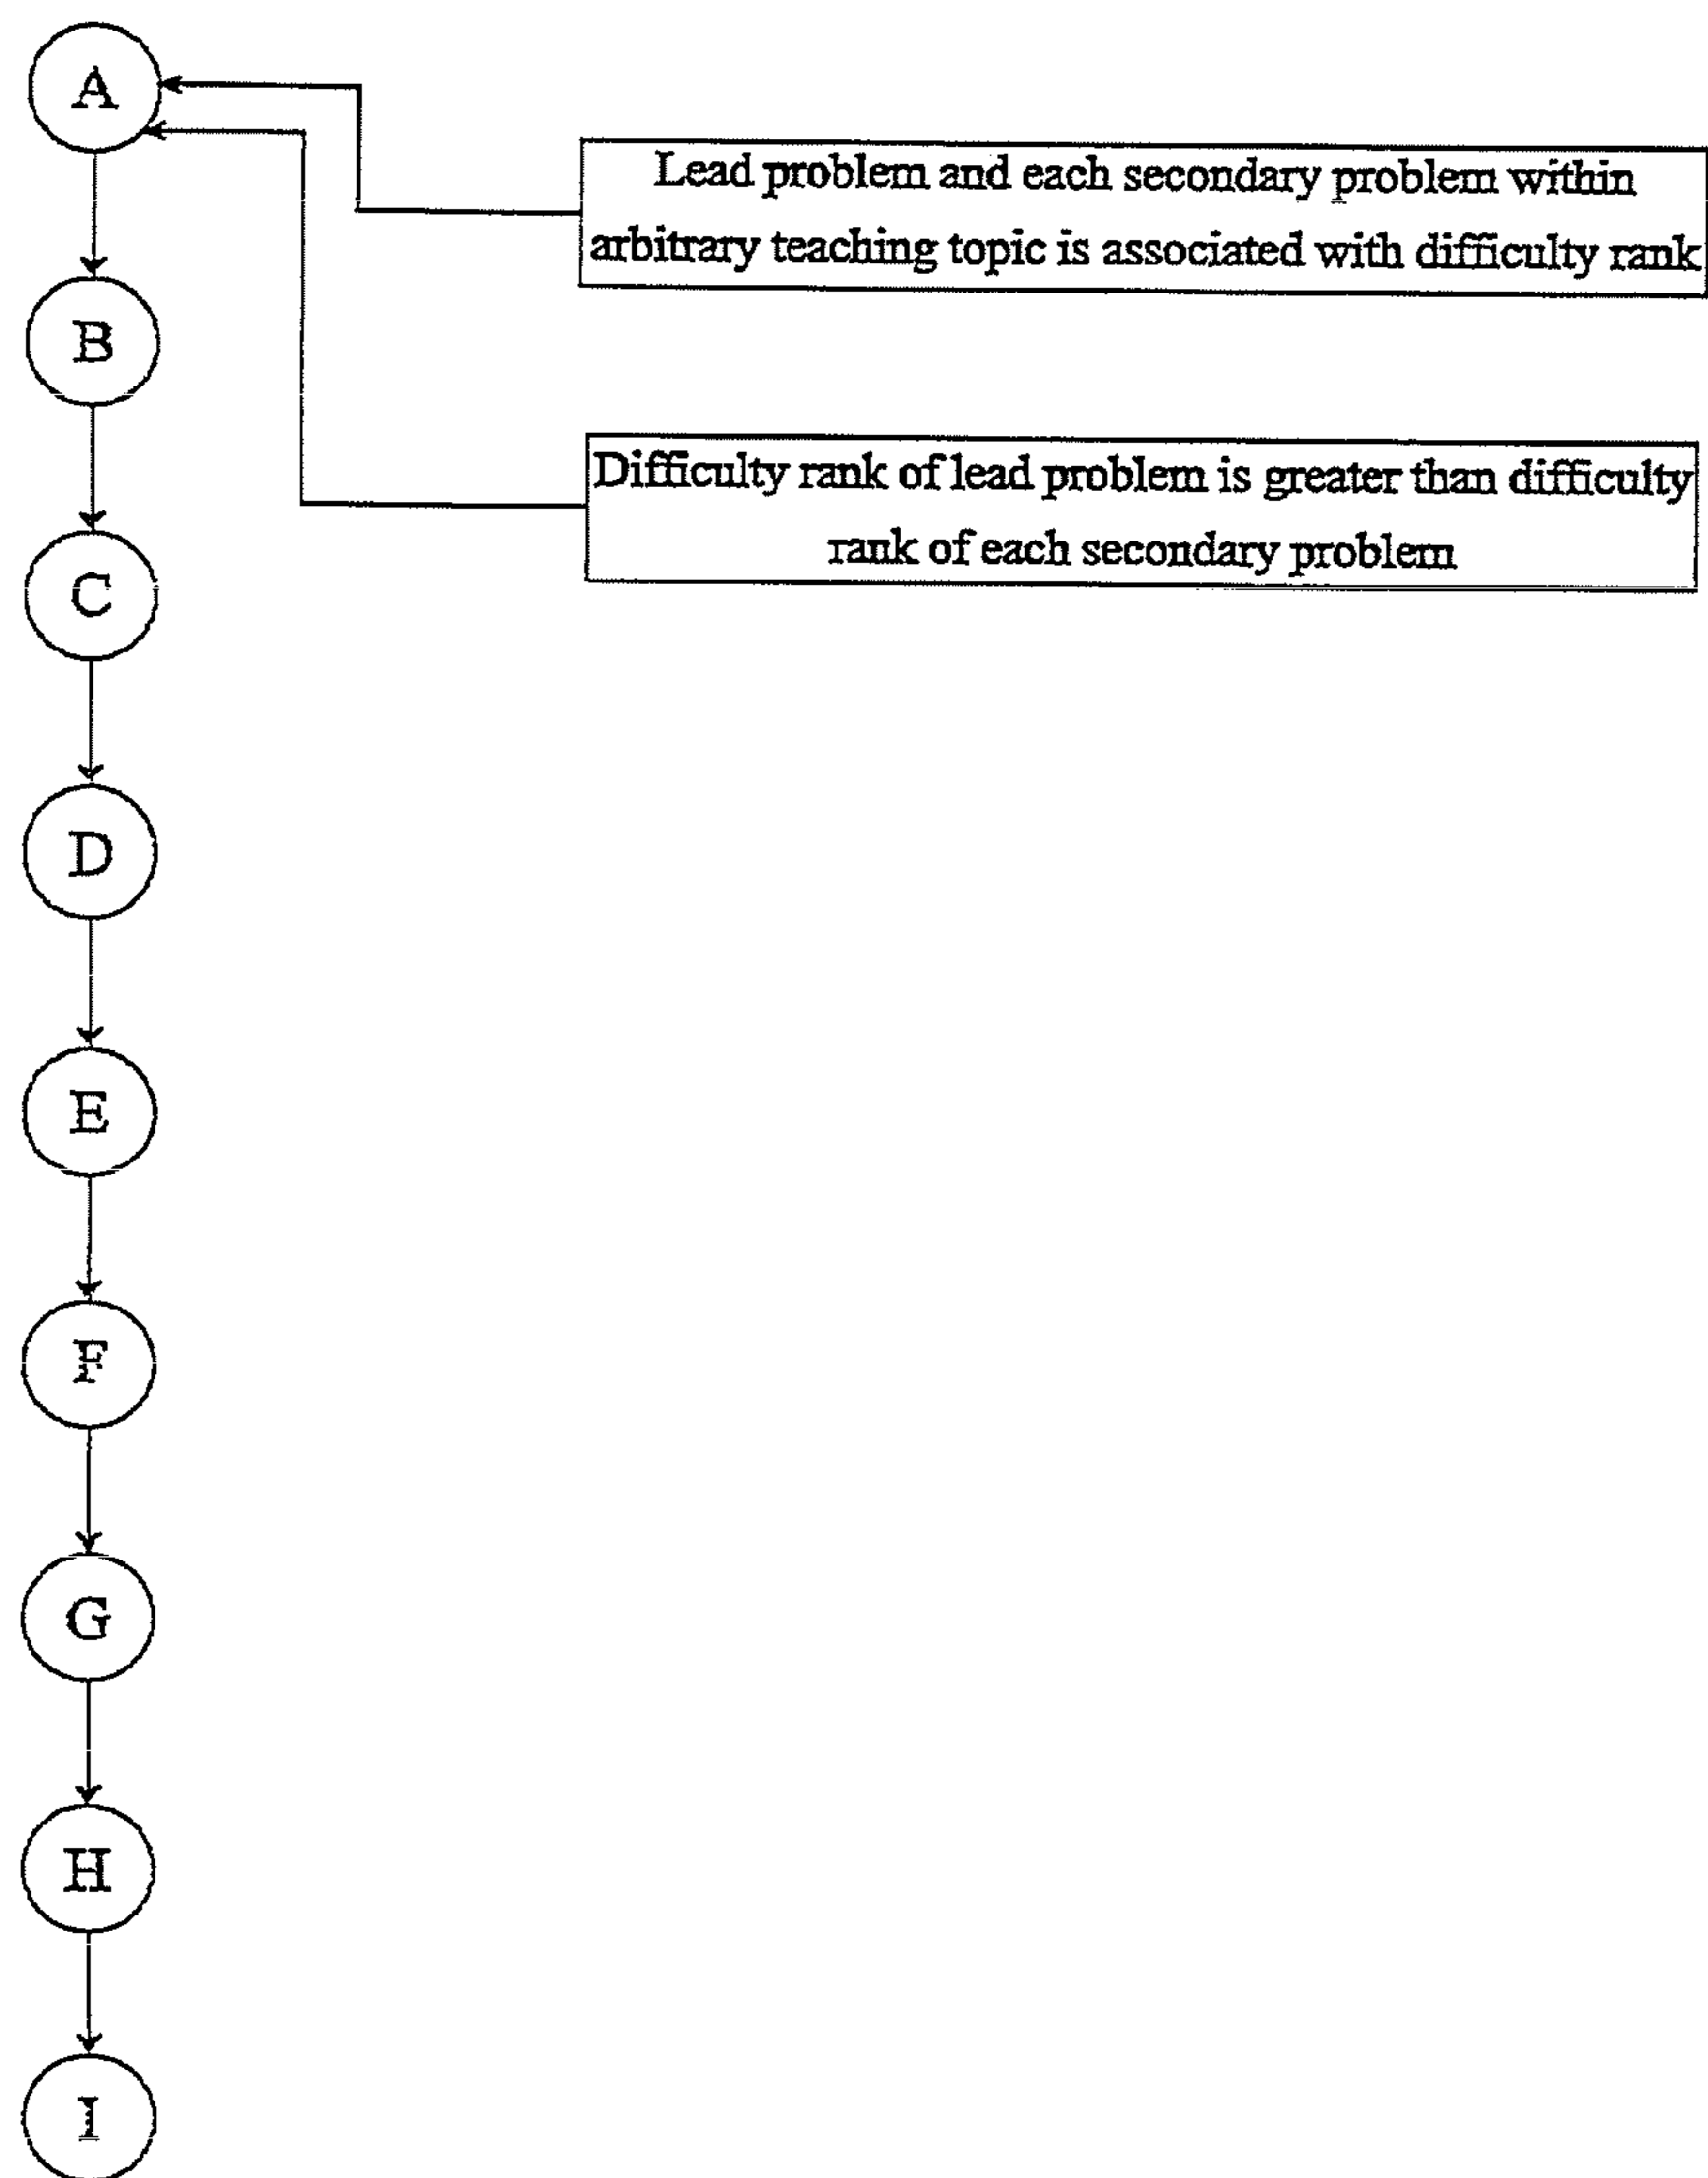 A
Lead problem and each secondary problem within
arbitrary teaching topic is associated with difficulty rank
B
Difficulty rank of lead problem is greater than difficulty
rank of each secondary problem
C
D
E
F
G
H
I